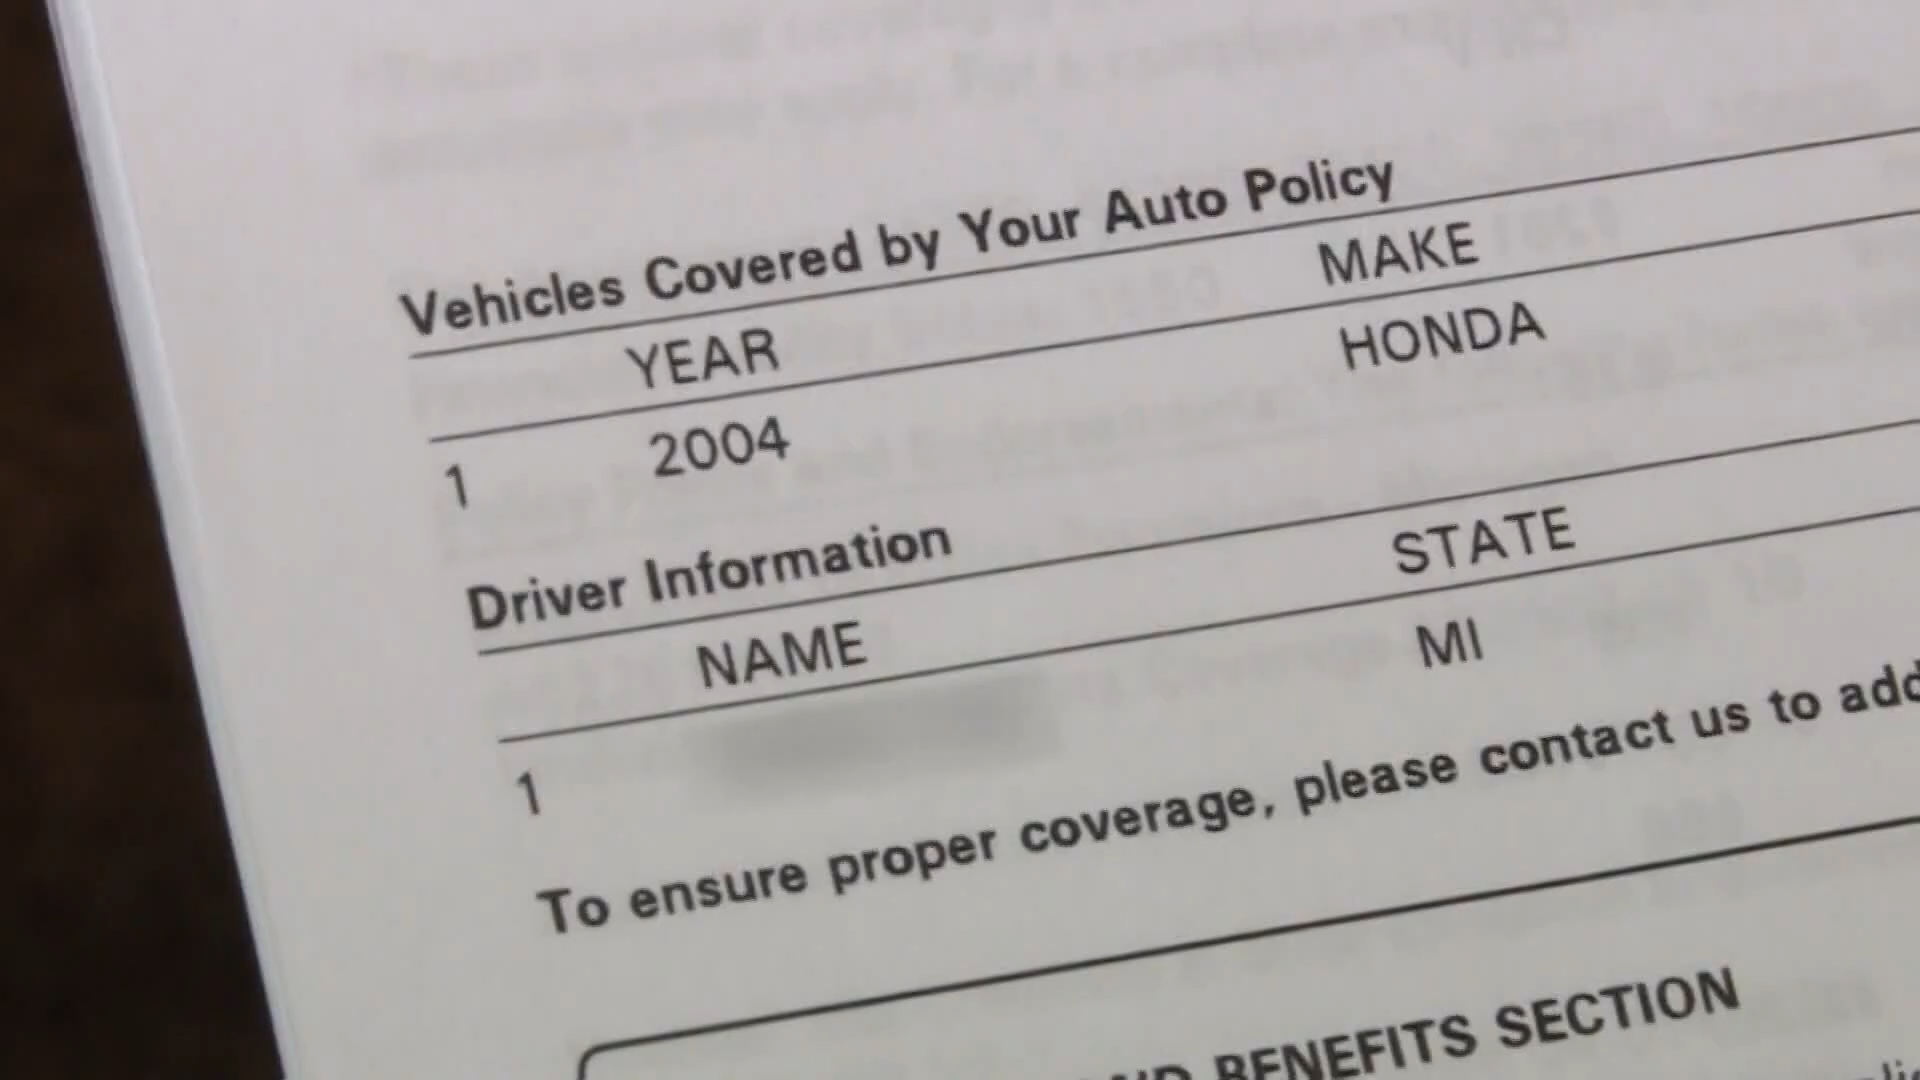 Vehicles Covered by Your Auto Policy
YEAR MAKE
1 2004 HONDA
Driver Information
NAME STATE
1 MI
To ensure proper coverage, please contact us to add
BENEFITS SECTION